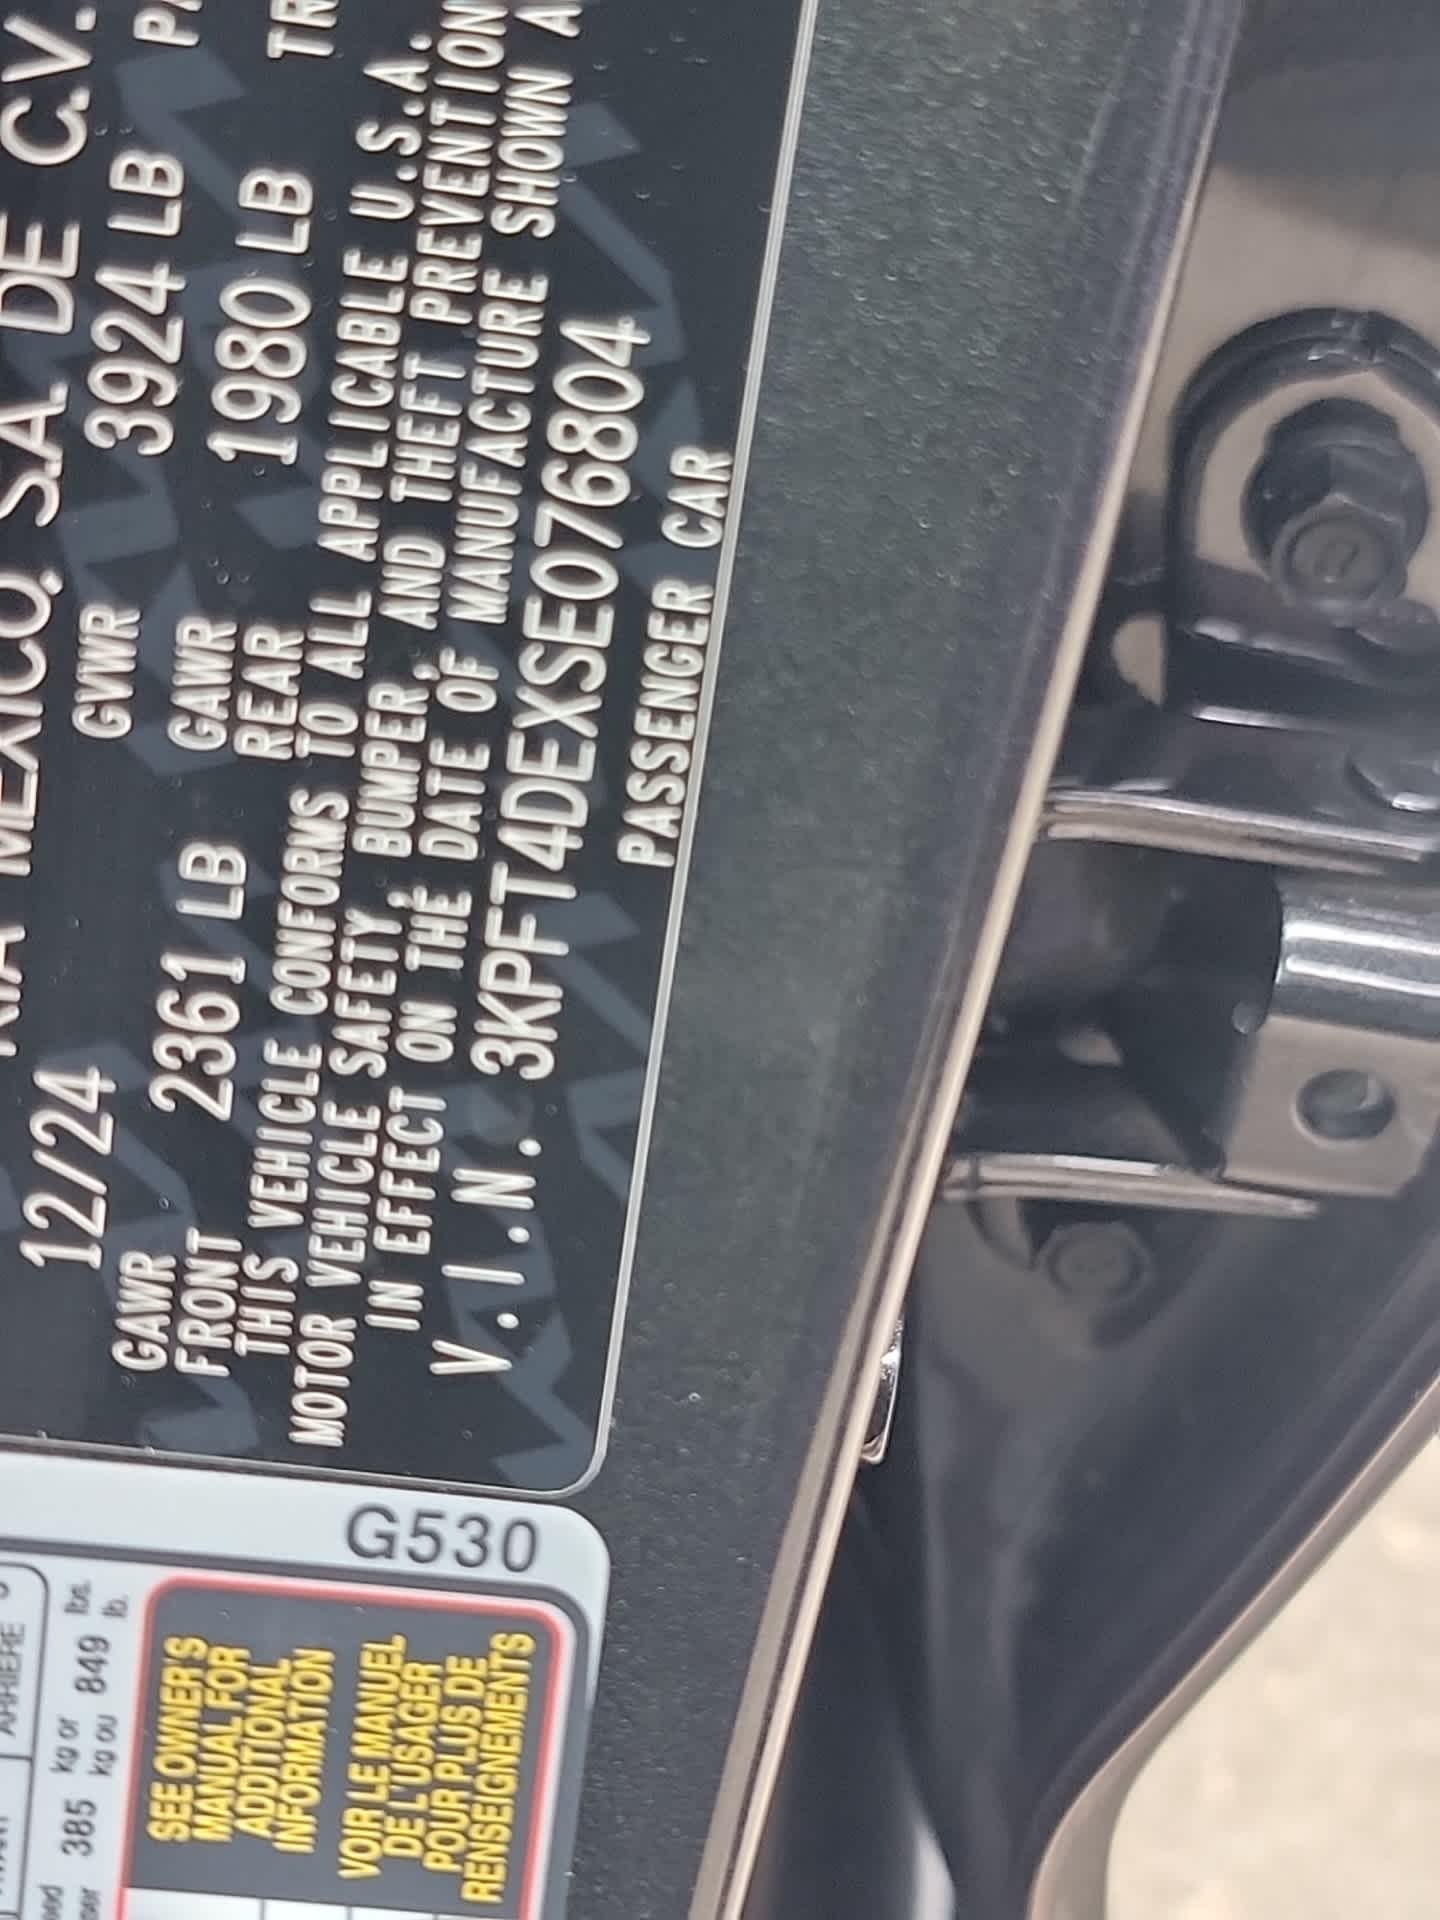 KIA MEXICO, S.A. DE C.V.
12/24 GVWR 3924 LB
GAWR FRONT 2361 LB GAWR REAR 1980 LB
THIS VEHICLE CONFORMS TO ALL APPLICABLE U.S.A.
MOTOR VEHICLE SAFETY, BUMPER, AND THEFT PREVENTION
IN EFFECT ON THE DATE OF MANUFACTURE SHOWN
V.I.N. 3KPFT4DEXSE076804
PASSENGER CAR
G530
ARRIERE
385 kg or 849 lbs.
kg ou lb.
SEE OWNER'S
MANUAL FOR
ADDITIONAL
INFORMATION
VOIR LE MANUEL
DE L'USAGER
POUR PLUS DE
RENSEIGNEMENTS